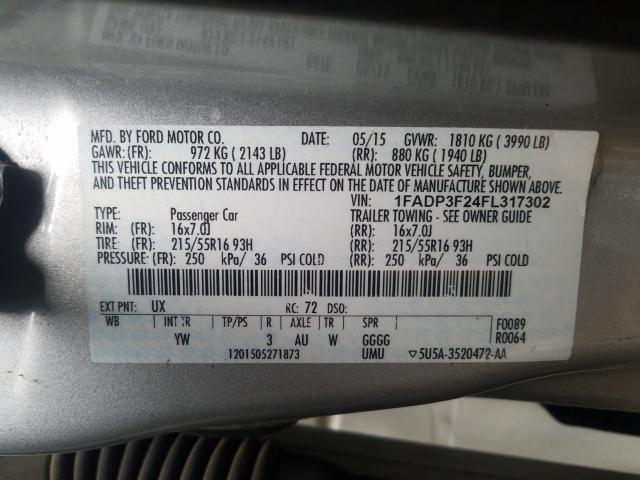 MFD. BY FORD MOTOR CO. DATE: 05/15 GVWR: 1810 KG ( 3990 LB)
GAWR: (FR): 972 KG ( 2143 LB) (RR): 880 KG ( 1940 LB)
THIS VEHICLE CONFORMS TO ALL APPLICABLE FEDERAL MOTOR VEHICLE SAFETY, BUMPER,
AND THEFT PREVENTION STANDARDS IN EFFECT ON THE DATE OF MANUFACTURE SHOWN ABOVE.
VIN: 1FADP3F24FL317302
TYPE: Passenger Car TRAILER TOWING - SEE OWNER GUIDE
RIM: (FR): 16x7.0J (RR): 16x7.0J
TIRE: (FR): 215/55R16 93H (RR): 215/55R16 93H
PRESSURE: (FR): 250 kPa/ 36 PSI COLD (RR): 250 kPa/ 36 PSI COLD
EXT PNT: UX RC: 72 DSO:
WB INT TR TP/PS R AXLE TR SPR F0089
YW 3 AU W GGGG R0064
1201505271873 UMU ▽5U5A-3520472-AA